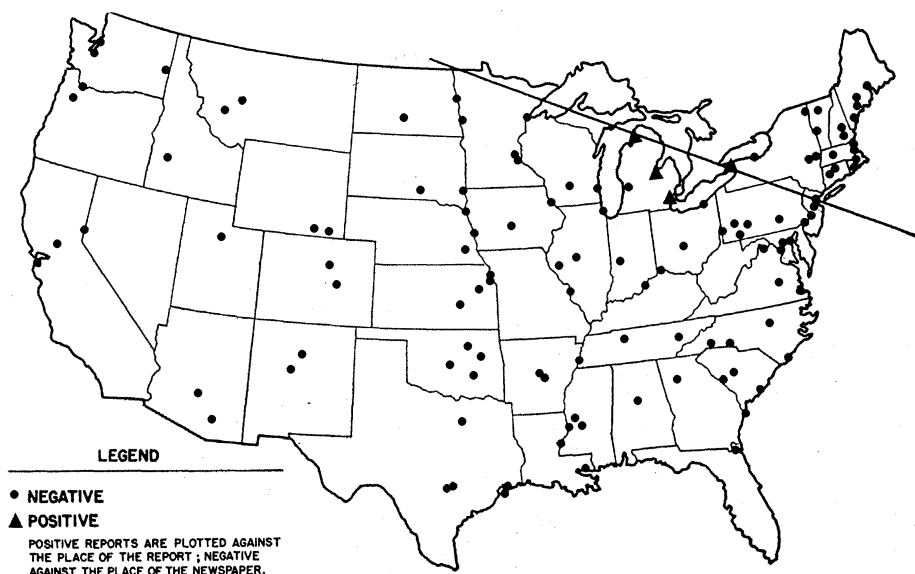 LEGEND
NEGATIVE
POSITIVE
POSITIVE REPORTS ARE PLOTTED AGAINST
THE PLACE OF THE REPORT ; NEGATIVE
AGAINST THE PLACE OF THE NEWSPAPER.